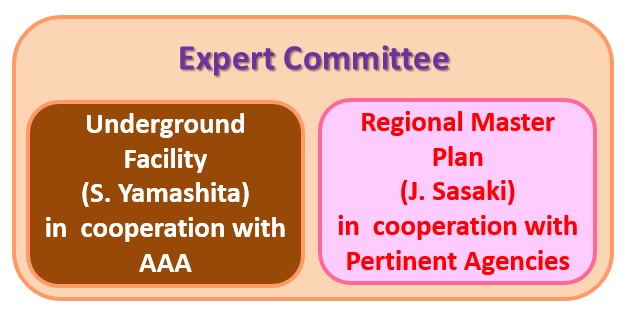 Expert Committee
Underground
Facility
(S. Yamashita)
in  cooperation with
AAA
Regional Master
Plan
(J. Sasaki)
in  cooperation with
Pertinent Agencies